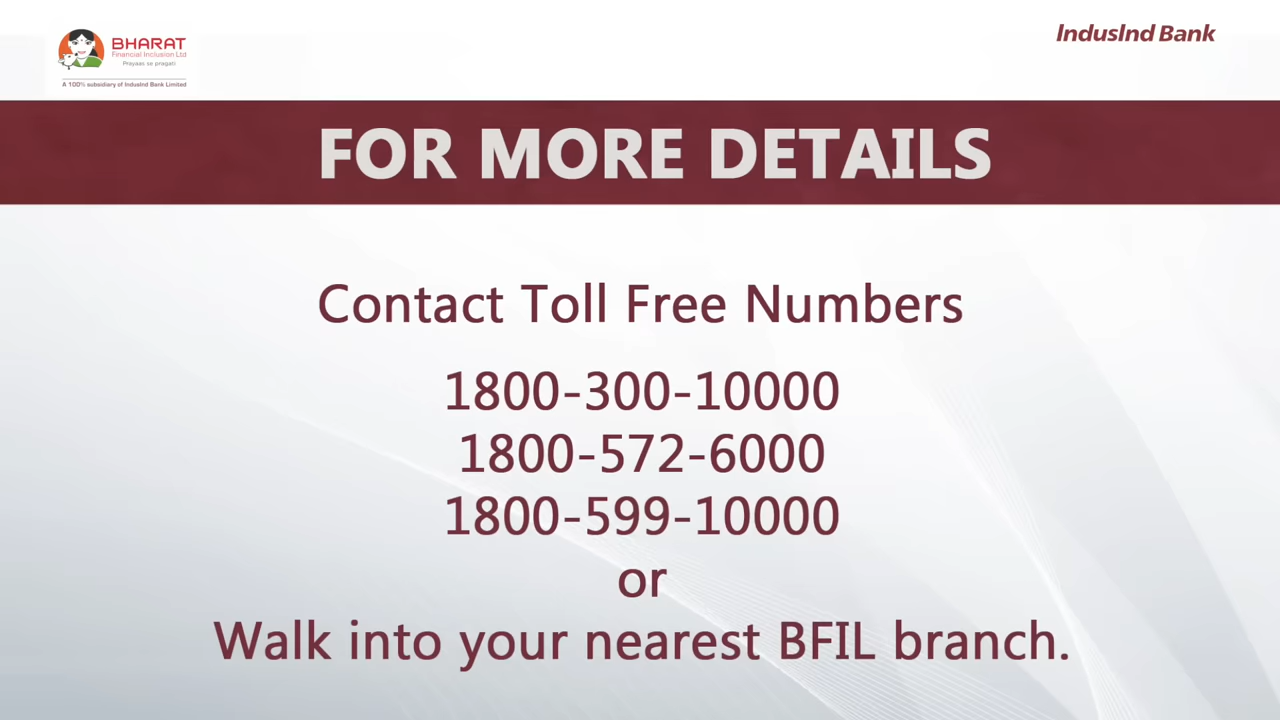 BHARAT
Financial Inclusion Ltd
Prayaas se pragati
A 100% subsidiary of IndusInd Bank Limited
IndusInd Bank
FOR MORE DETAILS
Contact Toll Free Numbers
1800-300-10000
1800-572-6000
1800-599-10000
or
Walk into your nearest BFIL branch.